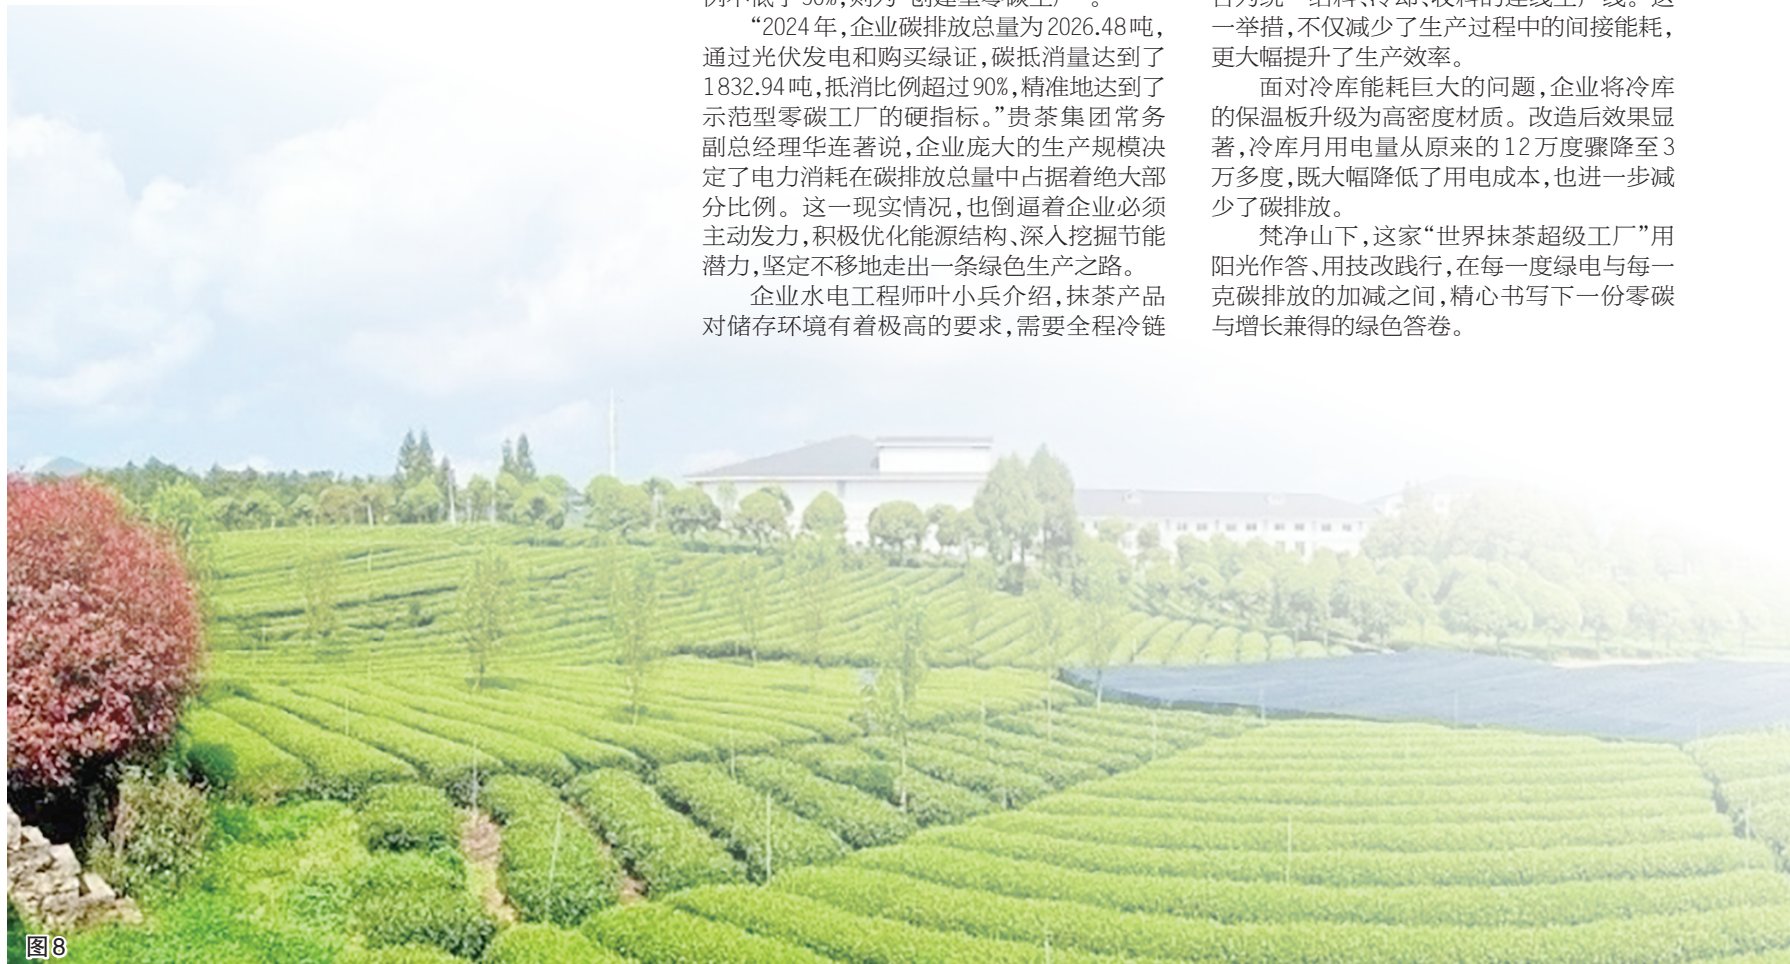 “2024年,企业碳排放总量为2026.48吨,
通过光伏发电和购买绿证,碳抵消量达到了
1832.94吨,抵消比例超过90%,精准地达到了
示范型零碳工厂的硬指标。”贵茶集团常务
副总经理华连著说,企业庞大的生产规模决
定了电力消耗在碳排放总量中占据着绝大部
分比例。这一现实情况,也倒逼着企业必须
主动发力,积极优化能源结构、深入挖掘节能
潜力,坚定不移地走出一条绿色生产之路。
企业水电工程师叶小兵介绍,抹茶产品
对储存环境有着极高的要求,需要全程冷链
一举措,不仅减少了生产过程中的间接能耗,
更大幅提升了生产效率。
面对冷库能耗巨大的问题,企业将冷库
的保温板升级为高密度材质。改造后效果显
著,冷库月用电量从原来的12万度骤降至3
万多度,既大幅降低了用电成本,也进一步减
少了碳排放。
梵净山下,这家“世界抹茶超级工厂”用
阳光作答、用技改践行,在每一度绿电与每一
克碳排放的加减之间,精心书写下一份零碳
与增长兼得的绿色答卷。
图8